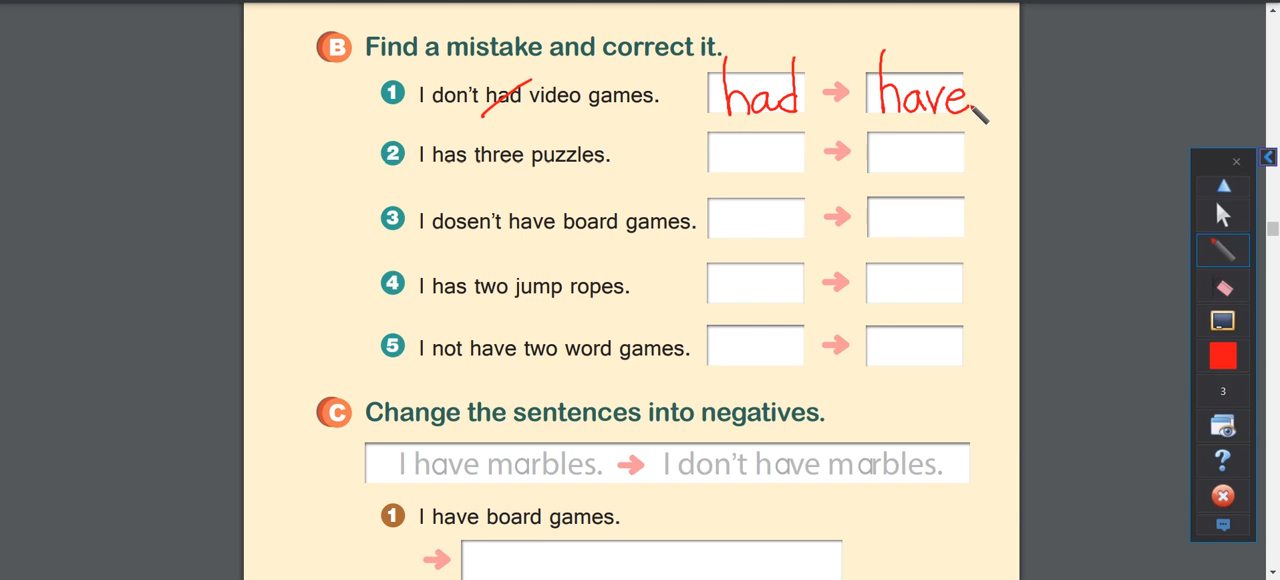 B Find a mistake and correct it.
1 I don't had video games. had → have
2 I has three puzzles. →
3 I dosen't have board games. →
4 I has two jump ropes. →
5 I not have two word games. →
C Change the sentences into negatives.
I have marbles. → I don't have marbles.
1 I have board games.
→
3
?